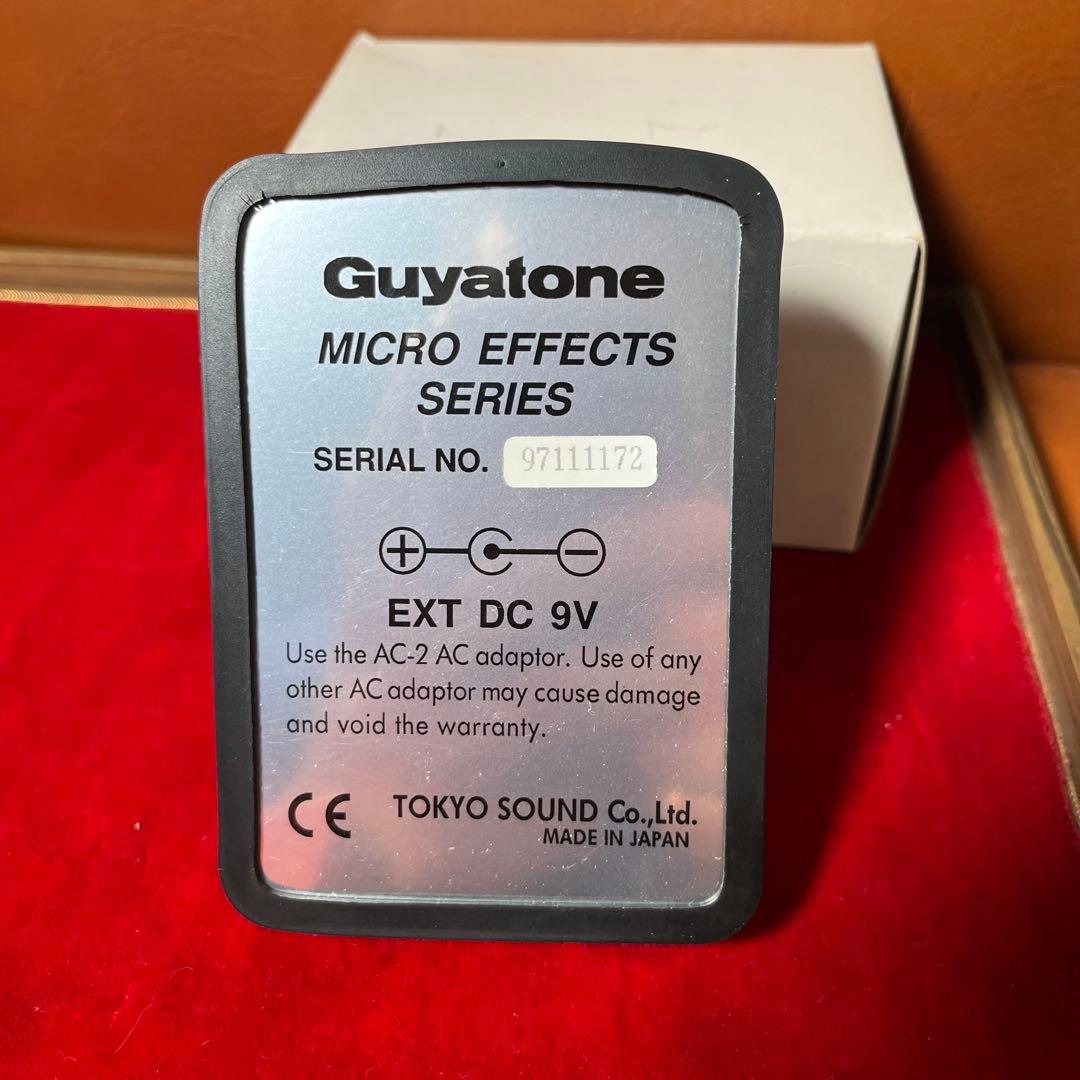 Guyatone
MICRO EFFECTS
SERIES
SERIAL NO. 97111172
+ −
EXT DC 9V
Use the AC-2 AC adaptor. Use of any
other AC adaptor may cause damage
and void the warranty.
CE TOKYO SOUND Co.,Ltd.
MADE IN JAPAN